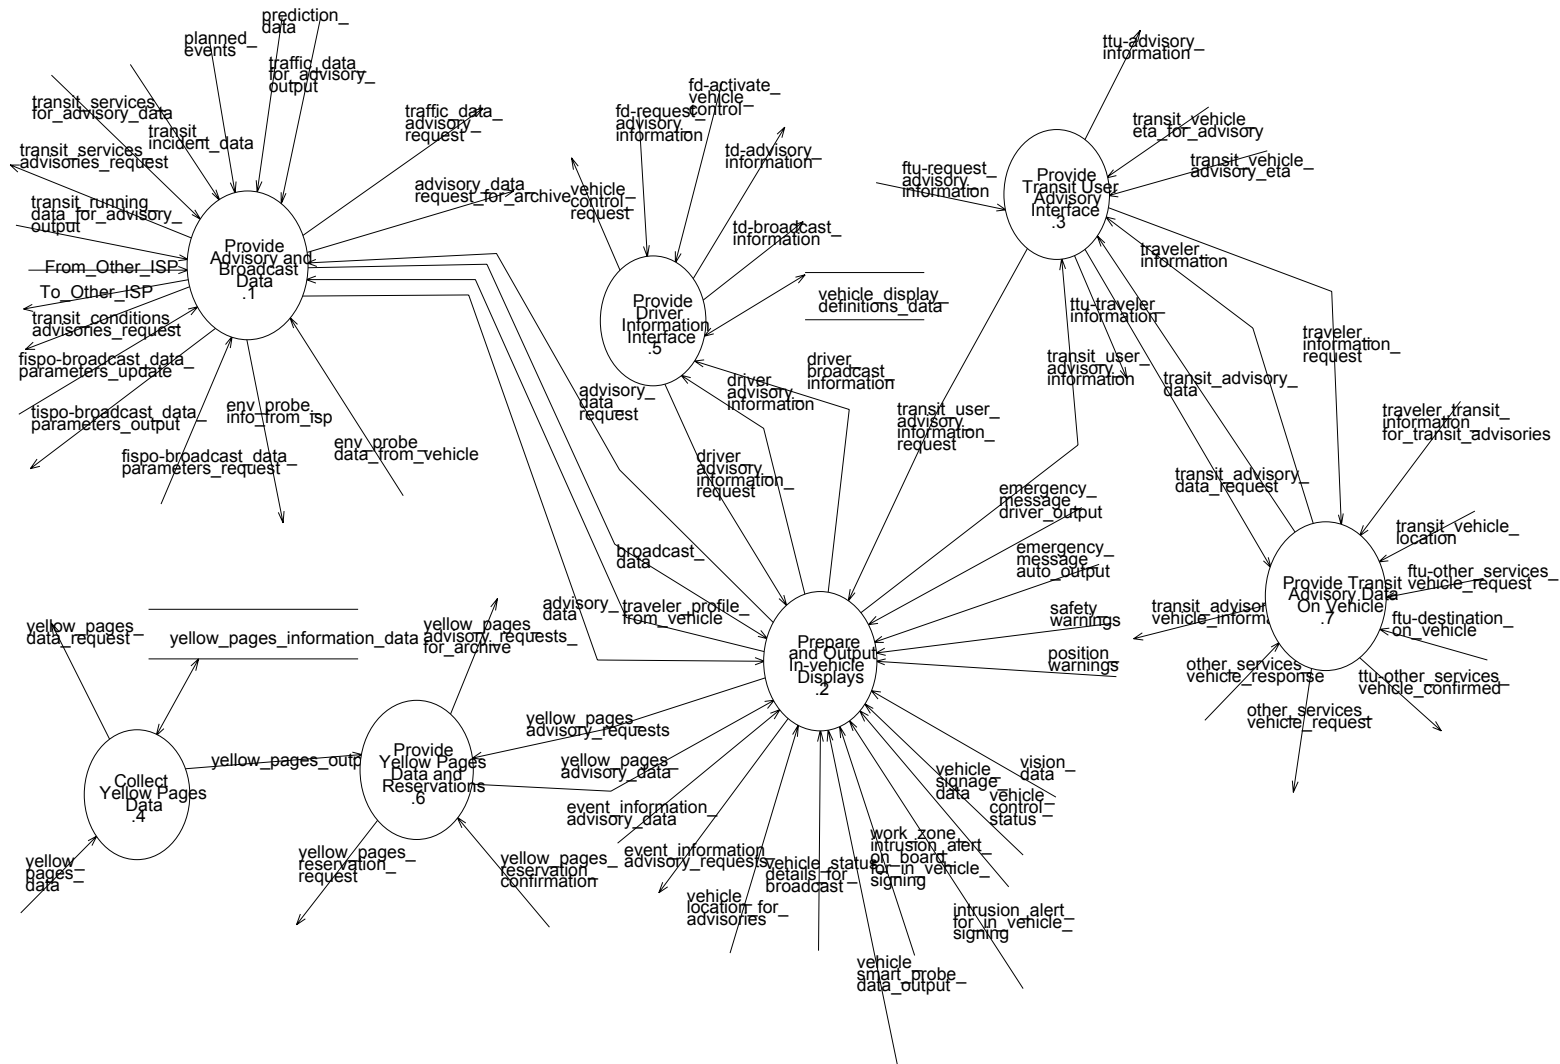 prediction_
data
planned_
events
traffic_data
for_advisory_
output
transit_services_
for_advisory_data
transit_
incident_data
transit_services_
advisories_request
transit_running_
data_for_advisory_
output
From_Other_ISP
To_Other_ISP
transit_conditions_
advisories_request
fispo-broadcast_data_
parameters_update
tispo-broadcast_data_
parameters_output
fispo-broadcast_data_
parameters_request
env_probe_
info_from_isp
env_probe_
data_from_vehicle
Provide
Advisory and
Broadcast
Data
.1
traffic_data_
advisory_
request
advisory_data_
request_for_archive
fd-request_
advisory_
information
fd-activate_
vehicle_
control_
td-advisory_
information
vehicle_
control_
request
td-broadcast_
information
Provide
Driver
Information
Interface
.5
vehicle_display_
definitions_data
advisory_
data_
request
driver_
advisory_
information
driver_
broadcast_
information
driver_
advisory_
information_
request
ttu-advisory_
information
transit_vehicle_
eta_for_advisory
transit_vehicle_
advisory_eta
ftu-request_
advisory_
information
Provide
Transit User
Advisory
Interface
.3
traveler_
information
ttu-traveler_
information
traveler_
information_
request
transit_user_
advisory_
information
transit_advisory_
data
transit_user_
advisory_
information_
request
transit_advisory_
data_request
traveler_transit_
information_
for_transit_advisories
transit_vehicle_
location
ftu-other_services_
vehicle_request
ftu-destination_
on_vehicle
Provide Transit
Advisory Data
On Vehicle
.7
transit_advisor
vehicle_informa
other_services_
vehicle_response
other_services_
vehicle_request
ttu-other_services_
vehicle_confirmed
emergency_
message_
driver_output
emergency_
message_
auto_output
safety_
warnings
position_
warnings
broadcast_
data
advisory_
data
traveler_profile_
from_vehicle
Prepare
and Output
In-vehicle
Displays
.2
yellow_pages_
data_request
yellow_pages_information_data
yellow_pages_
advisory_requests_
for_archive
Collect
Yellow Pages
Data
.4
yellow_pages_outp
Provide
Yellow Pages
Data and
Reservations
.6
yellow_
pages_
data
yellow_pages_
reservation_
request
yellow_pages_
reservation_
confirmation
yellow_pages_
advisory_requests
yellow_pages_
advisory_data
event_information_
advisory_data
event_information_
advisory_requests
vehicle_
location_for_
advisories
vehicle_status_
details_for_
broadcast
work_zone_
intrusion_alert_
on_board_
for_in_vehicle_
signing
vehicle_
signage_
data
vision_
data
vehicle_
control_
status
intrusion_alert_
for_in_vehicle_
signing
vehicle_
smart_probe_
data_output